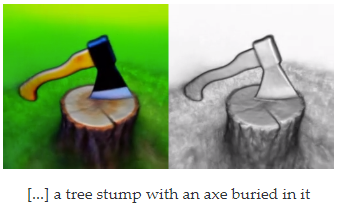 [...] a tree stump with an axe buried in it